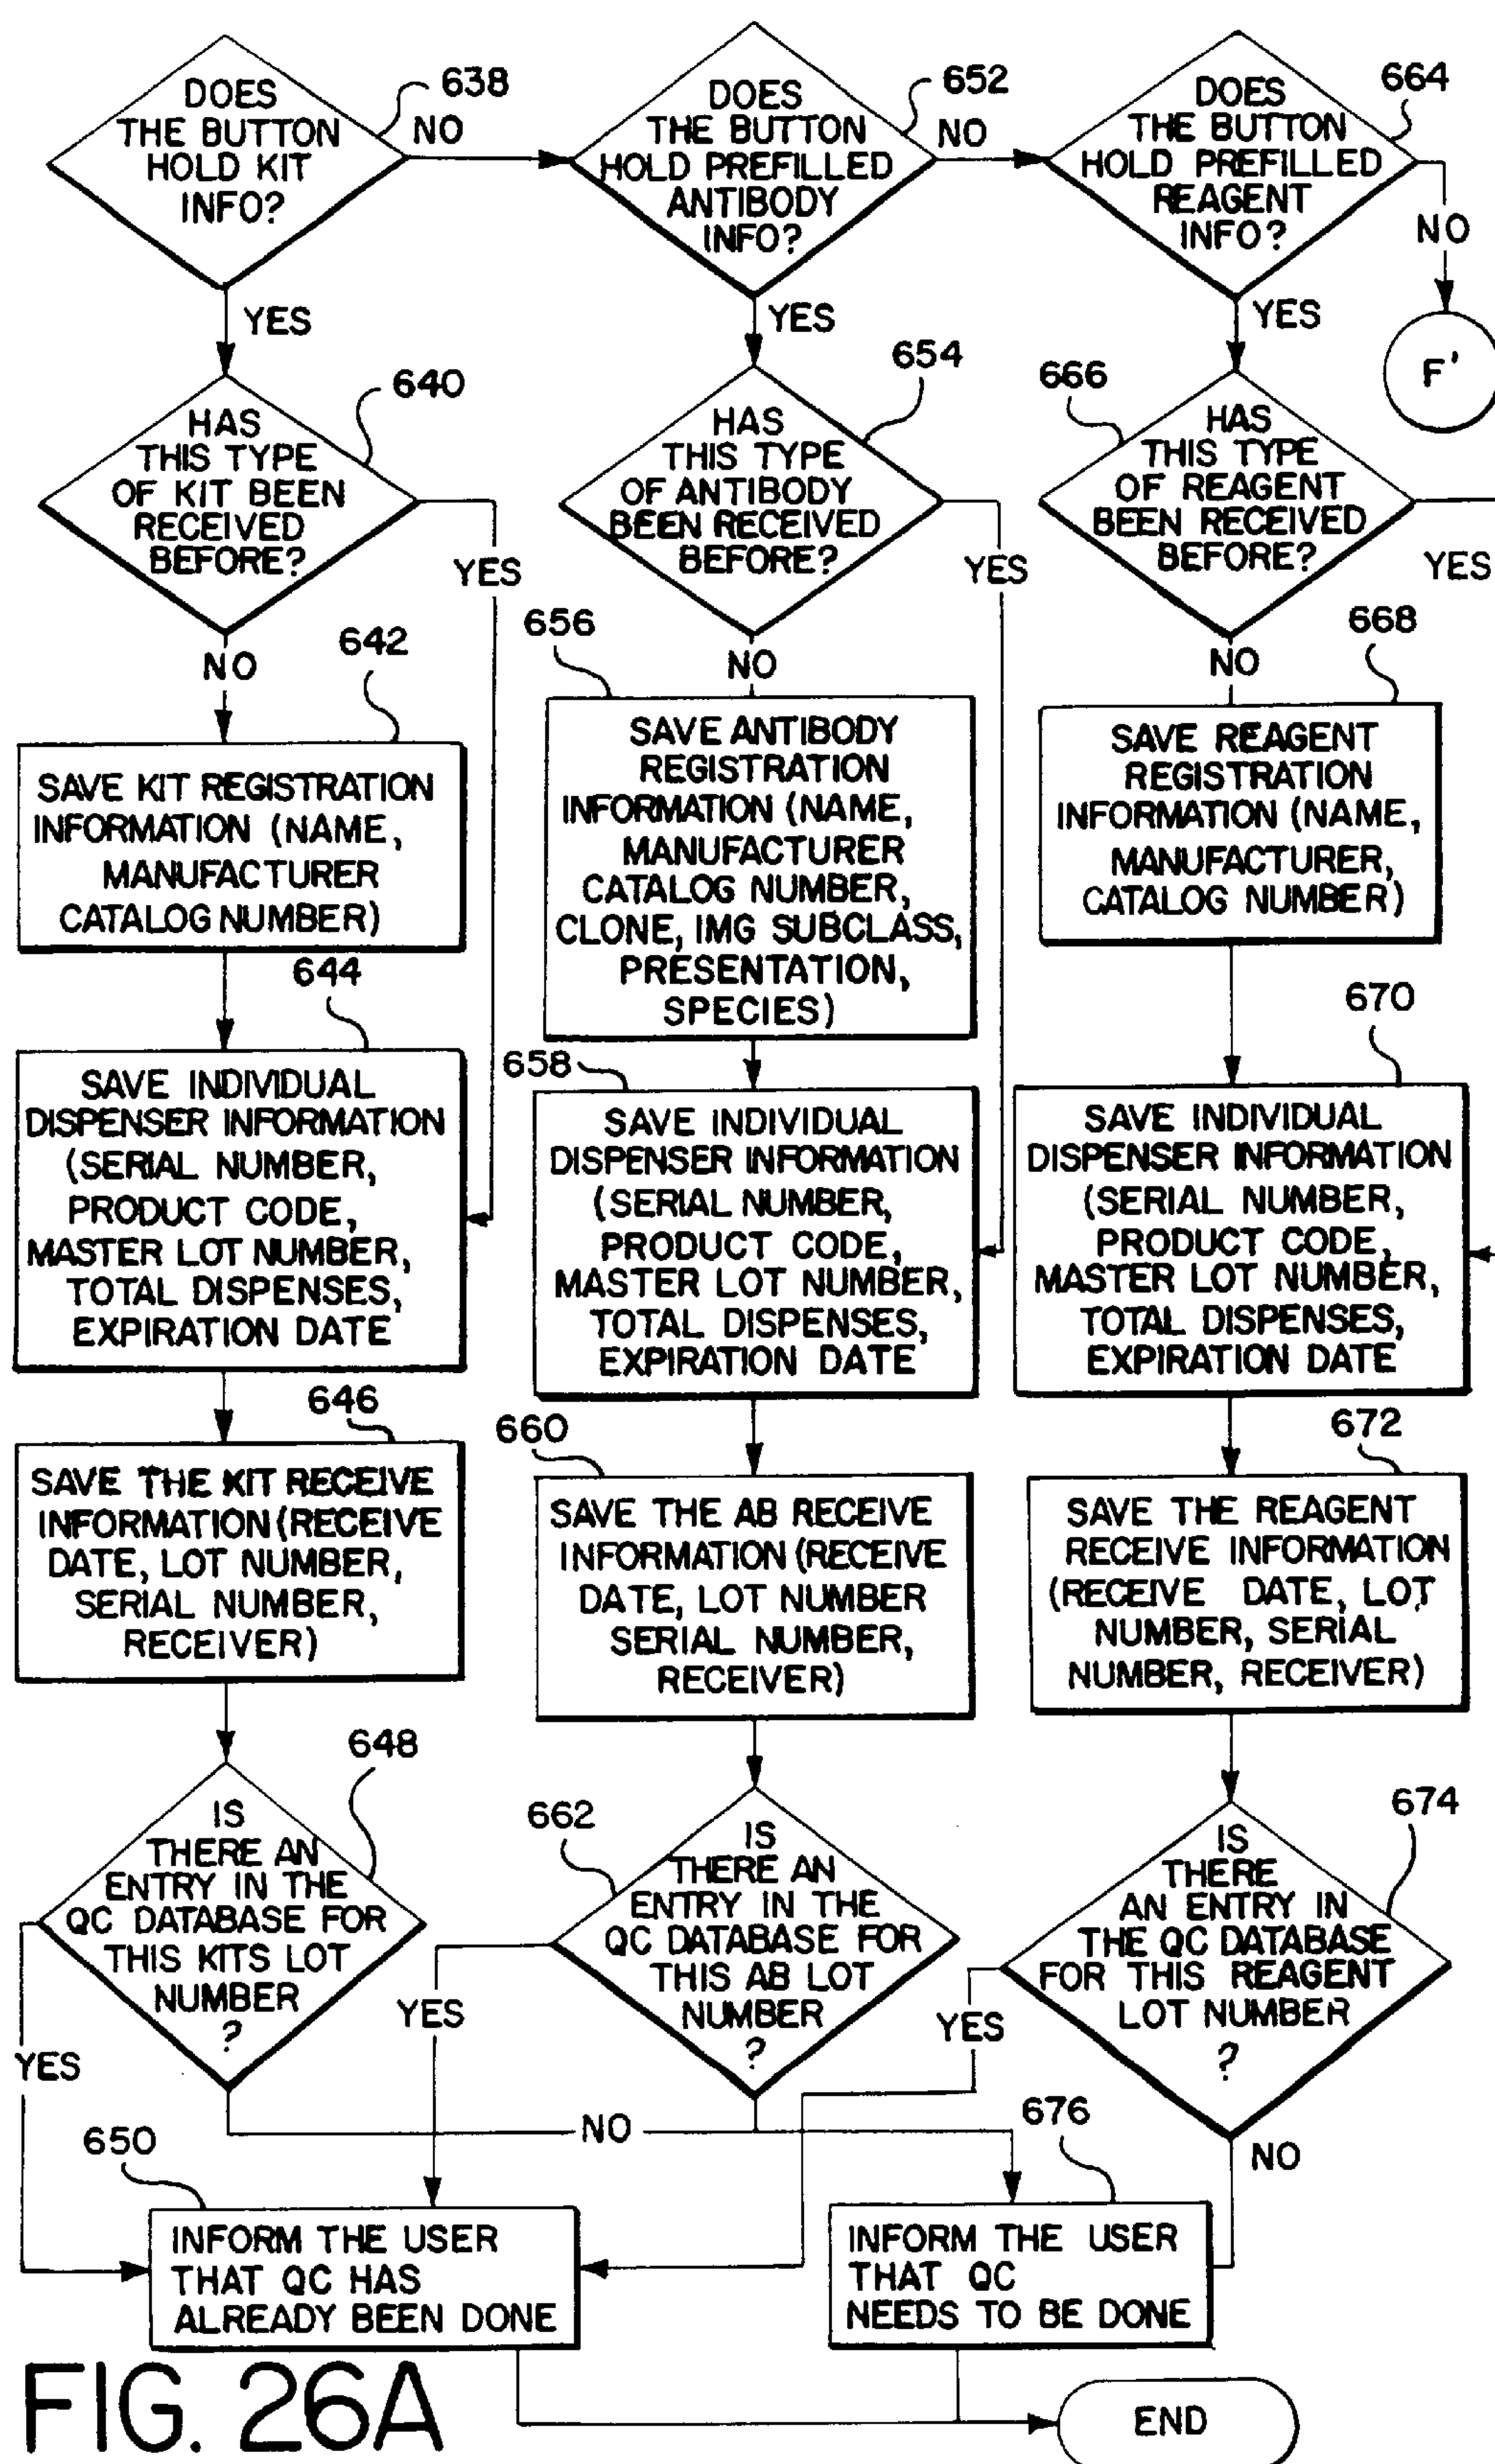 DOES
THE BUTTON
HOLD KIT
INFO?
638
NO
YES
DOES
THE BUTTON
HOLD PREFILLED
ANTIBODY
INFO?
652
NO
YES
DOES
THE BUTTON
HOLD PREFILLED
REAGENT
INFO?
664
NO
F'
YES
HAS
THIS TYPE
OF KIT BEEN
RECEIVED
BEFORE?
640
YES
NO
HAS
THIS TYPE
OF ANTIBODY
BEEN RECEIVED
BEFORE?
654
YES
NO
HAS
THIS TYPE
OF REAGENT
BEEN RECEIVED
BEFORE?
666
YES
NO
642
SAVE KIT REGISTRATION
INFORMATION (NAME,
MANUFACTURER
CATALOG NUMBER)
656
SAVE ANTIBODY
REGISTRATION
INFORMATION (NAME,
MANUFACTURER
CATALOG NUMBER,
CLONE, IMG SUBCLASS,
PRESENTATION,
SPECIES)
668
SAVE REAGENT
REGISTRATION
INFORMATION (NAME,
MANUFACTURER,
CATALOG NUMBER)
644
SAVE INDIVIDUAL
DISPENSER INFORMATION
(SERIAL NUMBER,
PRODUCT CODE,
MASTER LOT NUMBER,
TOTAL DISPENSES,
EXPIRATION DATE
658
SAVE INDIVIDUAL
DISPENSER INFORMATION
(SERIAL NUMBER,
PRODUCT CODE,
MASTER LOT NUMBER,
TOTAL DISPENSES,
EXPIRATION DATE
670
SAVE INDIVIDUAL
DISPENSER INFORMATION
(SERIAL NUMBER,
PRODUCT CODE,
MASTER LOT NUMBER,
TOTAL DISPENSES,
EXPIRATION DATE
646
SAVE THE KIT RECEIVE
INFORMATION (RECEIVE
DATE, LOT NUMBER,
SERIAL NUMBER,
RECEIVER)
660
SAVE THE AB RECEIVE
INFORMATION (RECEIVE
DATE, LOT NUMBER
SERIAL NUMBER,
RECEIVER)
672
SAVE THE REAGENT
RECEIVE INFORMATION
(RECEIVE DATE, LOT
NUMBER, SERIAL
NUMBER, RECEIVER)
648
IS
THERE AN
ENTRY IN THE
QC DATABASE FOR
THIS KITS LOT
NUMBER
?
YES
662
IS
THERE AN
ENTRY IN THE
QC DATABASE FOR
THIS AB LOT
NUMBER
?
YES
NO
674
IS
THERE
AN ENTRY IN
THE QC DATABASE
FOR THIS REAGENT
LOT NUMBER
?
YES
NO
650
INFORM THE USER
THAT QC HAS
ALREADY BEEN DONE
676
INFORM THE USER
THAT QC
NEEDS TO BE DONE
END
FIG. 26A